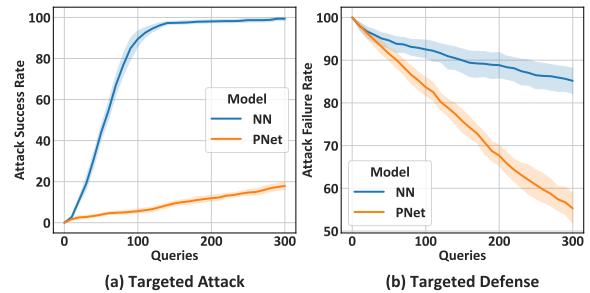 Attack Success Rate
100
80
60
40
20
0
Model
NN
PNet
0
100
200
300
Queries
(a) Targeted Attack
Attack Failure Rate
100
90
80
70
60
50
Model
NN
PNet
0
100
200
300
Queries
(b) Targeted Defense